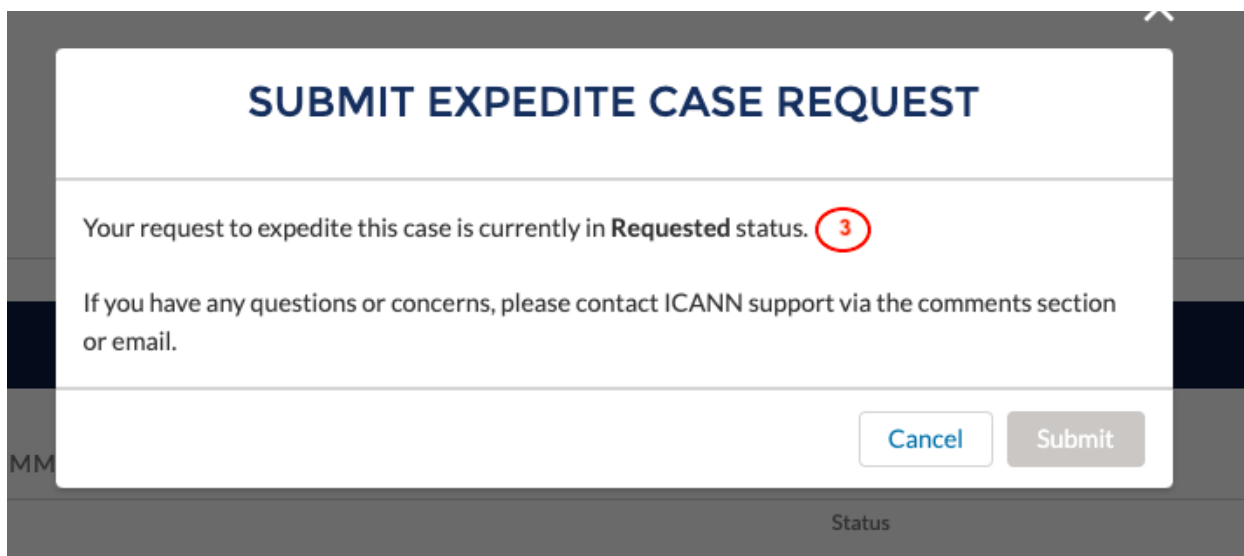 SUBMIT EXPEDITE CASE REQUEST
Your request to expedite this case is currently in Requested status. 3
If you have any questions or concerns, please contact ICANN support via the comments section
or email.
Cancel Submit
MM
Status